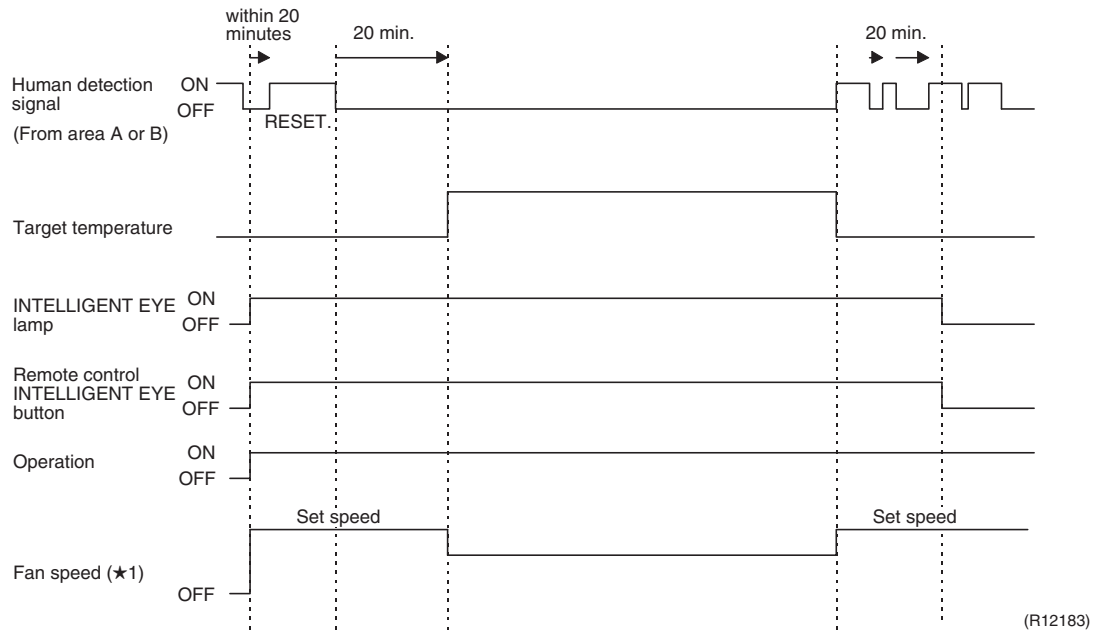 within 20
minutes
20 min.
20 min.
Human detection
signal
ON
OFF
(From area A or B)
RESET.
Target temperature
INTELLIGENT EYE
lamp
ON
OFF
Remote control
INTELLIGENT EYE
button
ON
OFF
Operation
ON
OFF
Set speed
Set speed
Fan speed (★1)
OFF
(R12183)